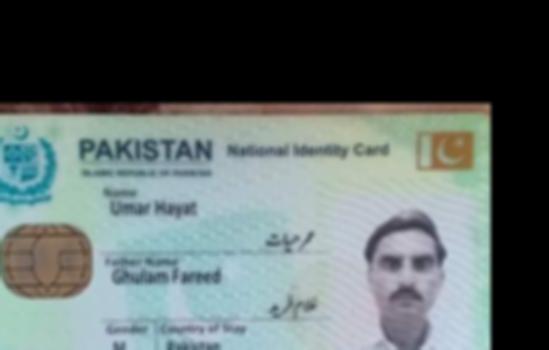 PAKISTAN National Identity Card
ISLAMIC REPUBLIC OF PAKISTAN
Name
Umar Hayat
عمر حیات
Father Name
Ghulam Fareed
غلام فرید
Gender Country of Stay
M Pakistan